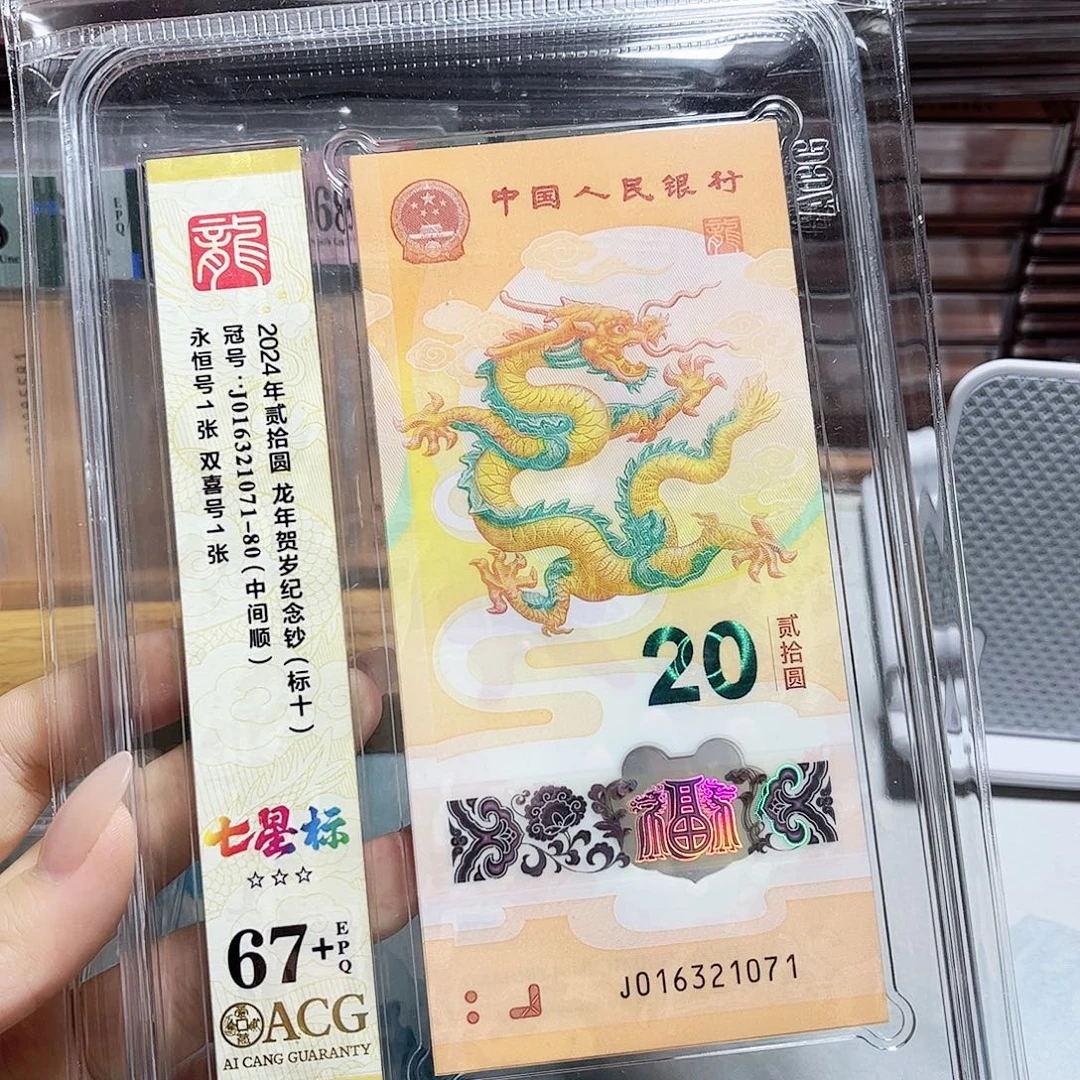 龍
2024年贰拾圆 龙年贺岁纪念钞(标十)
冠号:J016321071-80(中间顺)
永恒号1张 双喜号1张
七星标
☆☆☆
67+
EPQ
ACG
AI CANG GUARANTY
中国人民银行
龍
20
贰拾圆
福
J016321071
ACG
EPQ
68